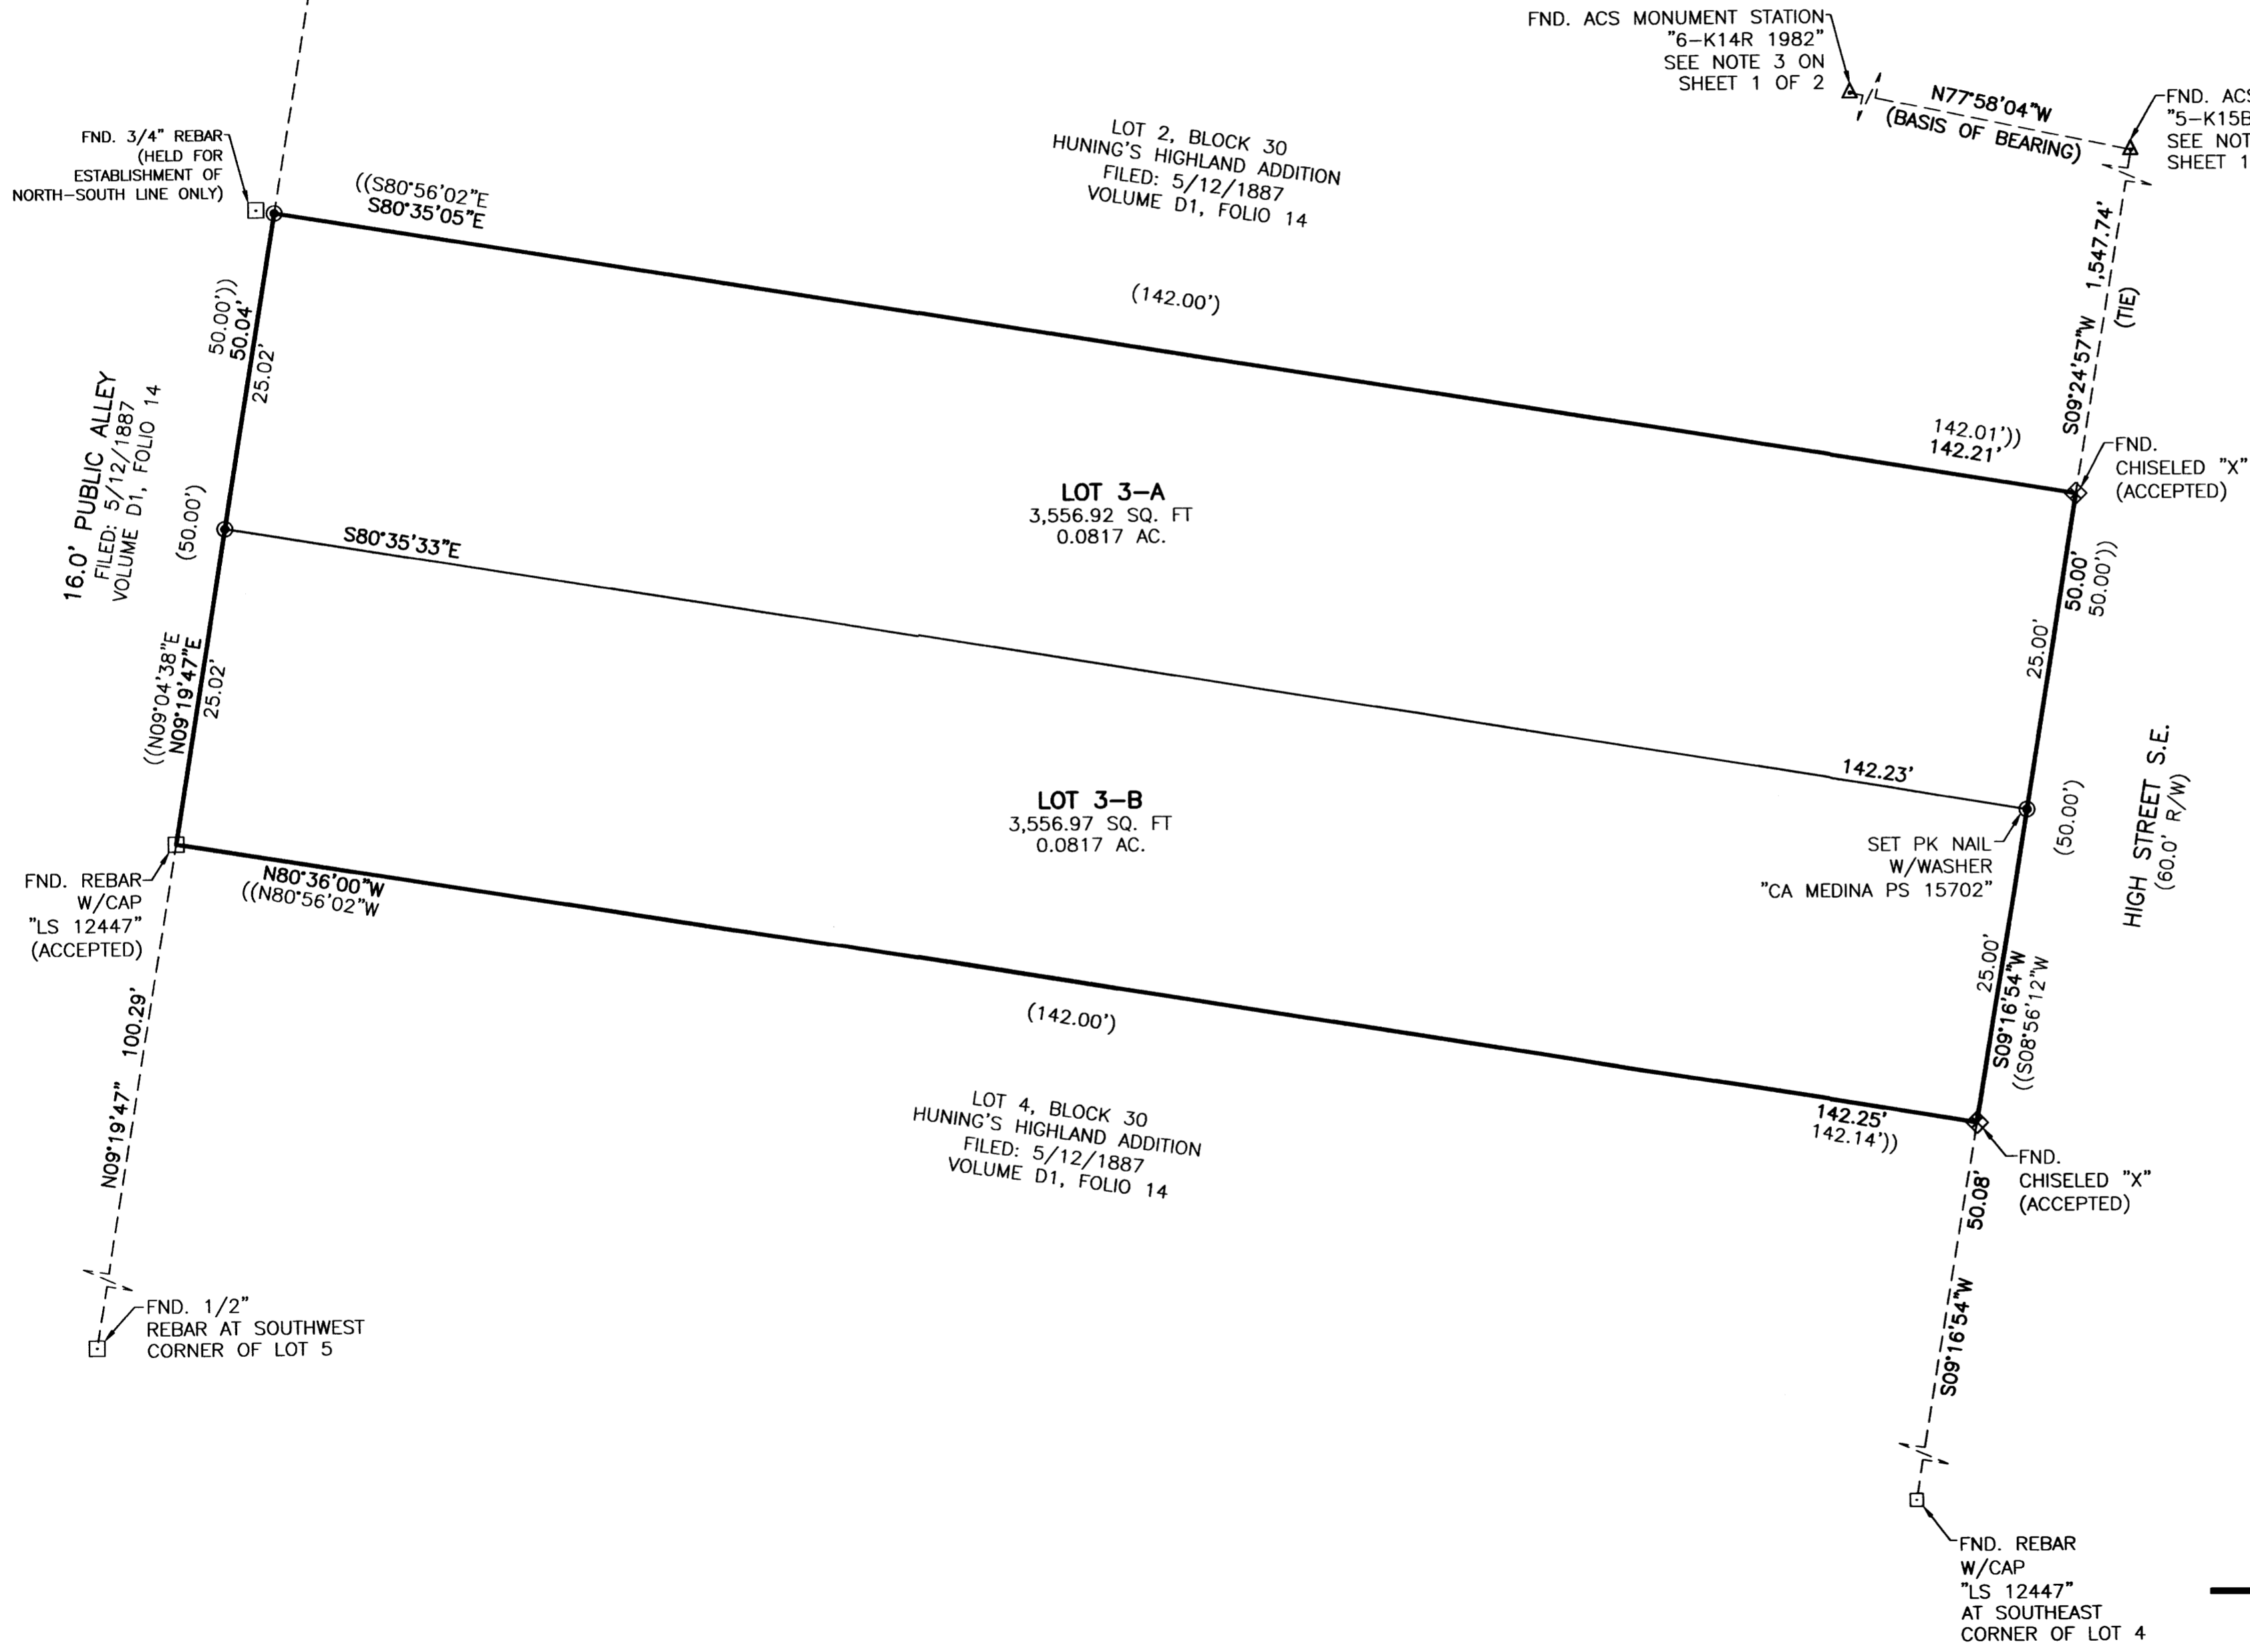 FND. ACS MONUMENT STATION
"6-K14R 1982"
SEE NOTE 3 ON
SHEET 1 OF 2
N77°58'04"W
(BASIS OF BEARING)
FND. ACS
"5-K15B
SEE NOT
SHEET 1
FND. 3/4" REBAR
(HELD FOR
ESTABLISHMENT OF
NORTH-SOUTH LINE ONLY)
((S80°56'02"E
S80°35'05"E
LOT 2, BLOCK 30
HUNING'S HIGHLAND ADDITION
FILED: 5/12/1887
VOLUME D1, FOLIO 14
(142.00')
S09°24'57"W 1,547.74'
(TIE)
142.01'))
142.21'
FND.
CHISELED "X"
(ACCEPTED)
50.00'))
50.04'
25.02'
16.0' PUBLIC ALLEY
FILED: 5/12/1887
VOLUME D1, FOLIO 14
(50.00')
LOT 3-A
3,556.92 SQ. FT
0.0817 AC.
50.00'
50.00'))
25.00'
S80°35'33"E
142.23'
((N09°04'38"E
N09°19'47"E
25.02'
LOT 3-B
3,556.97 SQ. FT
0.0817 AC.
SET PK NAIL
W/WASHER
"CA MEDINA PS 15702"
(50.00')
HIGH STREET S.E.
(60.0' R/W)
FND. REBAR
W/CAP
"LS 12447"
(ACCEPTED)
N80°36'00"W
((N80°56'02"W
25.00'
S09°16'54"W
((S08°56'12"W
(142.00')
142.25'
142.14'))
FND.
CHISELED "X"
(ACCEPTED)
N09°19'47" 100.29'
LOT 4, BLOCK 30
HUNING'S HIGHLAND ADDITION
FILED: 5/12/1887
VOLUME D1, FOLIO 14
S09°16'54"W 50.08'
FND. 1/2"
REBAR AT SOUTHWEST
CORNER OF LOT 5
FND. REBAR
W/CAP
"LS 12447"
AT SOUTHEAST
CORNER OF LOT 4